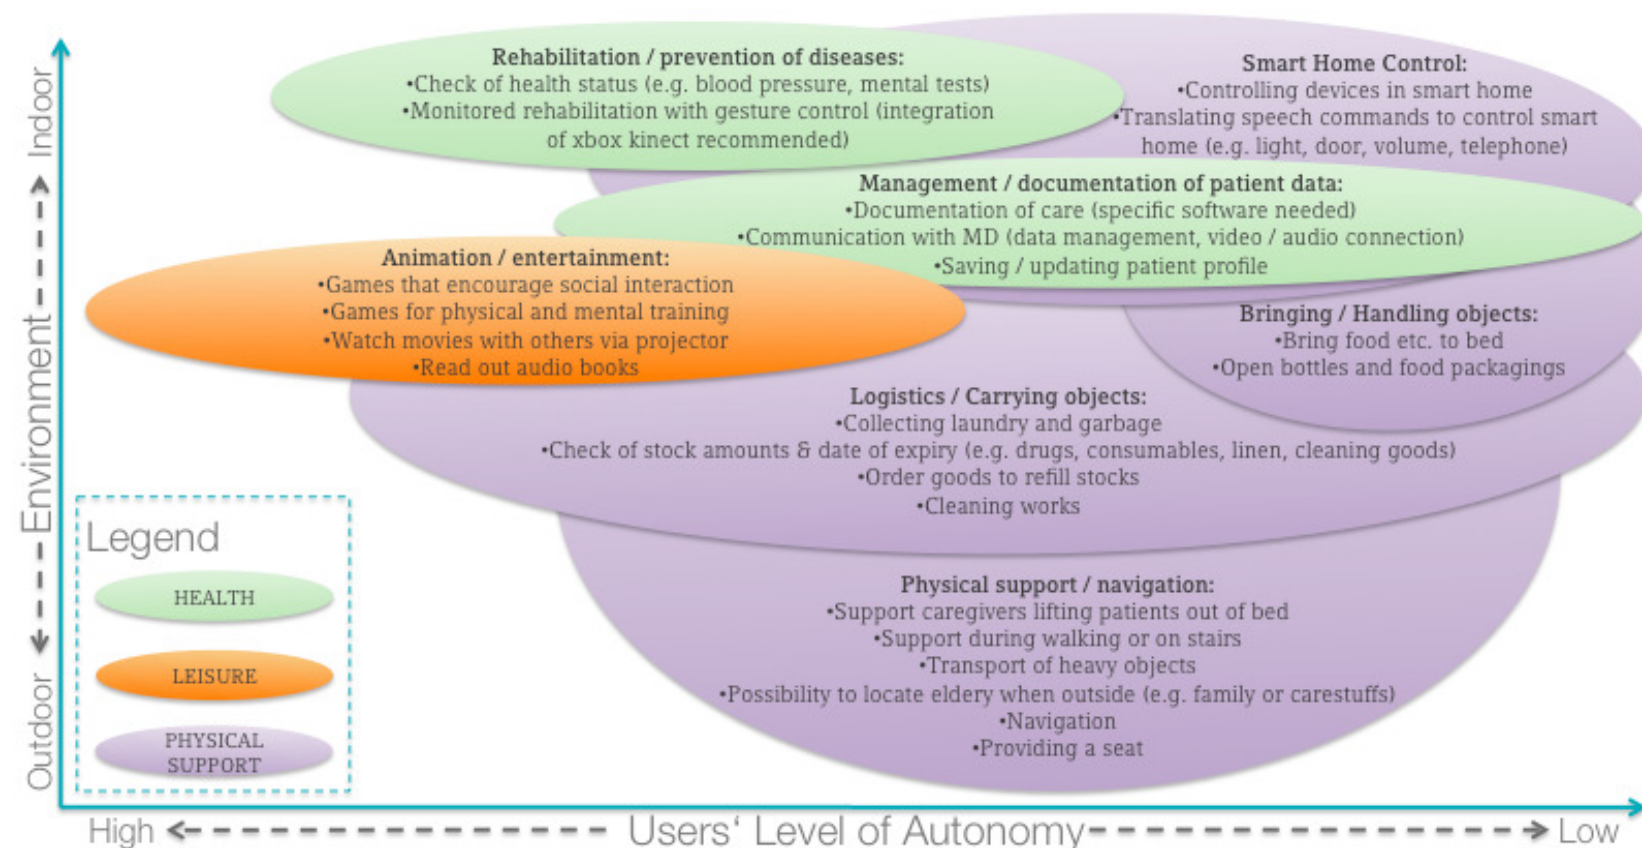 Rehabilitation / prevention of diseases:
•Check of health status (e.g. blood pressure, mental tests)
•Monitored rehabilitation with gesture control (integration
of xbox kinect recommended)
Smart Home Control:
•Controlling devices in smart home
•Translating speech commands to control smart
home (e.g. light, door, volume, telephone)
Management / documentation of patient data:
•Documentation of care (specific software needed)
•Communication with MD (data management, video / audio connection)
•Saving / updating patient profile
Animation / entertainment:
•Games that encourage social interaction
•Games for physical and mental training
•Watch movies with others via projector
•Read out audio books
Bringing / Handling objects:
•Bring food etc. to bed
•Open bottles and food packagings
Logistics / Carrying objects:
•Collecting laundry and garbage
•Check of stock amounts & date of expiry (e.g. drugs, consumables, linen, cleaning goods)
•Order goods to refill stocks
•Cleaning works
Physical support / navigation:
•Support caregivers lifting patients out of bed
•Support during walking or on stairs
•Transport of heavy objects
•Possibility to locate eldery when outside (e.g. family or carestuffs)
•Navigation
•Providing a seat
Indoor
Environment
Outdoor
Legend
HEALTH
LEISURE
PHYSICAL
SUPPORT
High
Users‘ Level of Autonomy
Low